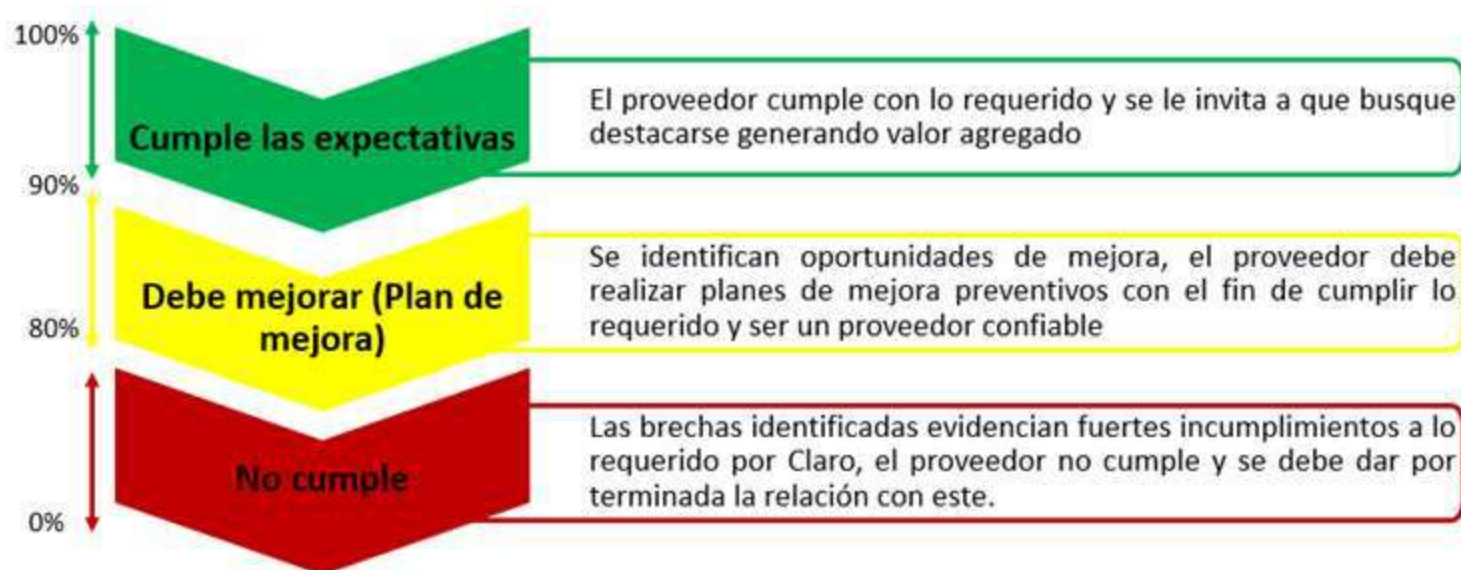 100%
Cumple las expectativas
El proveedor cumple con lo requerido y se le invita a que busque
destacarse generando valor agregado
90%
Debe mejorar (Plan de
mejora)
Se identifican oportunidades de mejora, el proveedor debe
realizar planes de mejora preventivos con el fin de cumplir lo
requerido y ser un proveedor confiable
80%
No cumple
Las brechas identificadas evidencian fuertes incumplimientos a lo
requerido por Claro, el proveedor no cumple y se debe dar por
terminada la relación con este.
0%